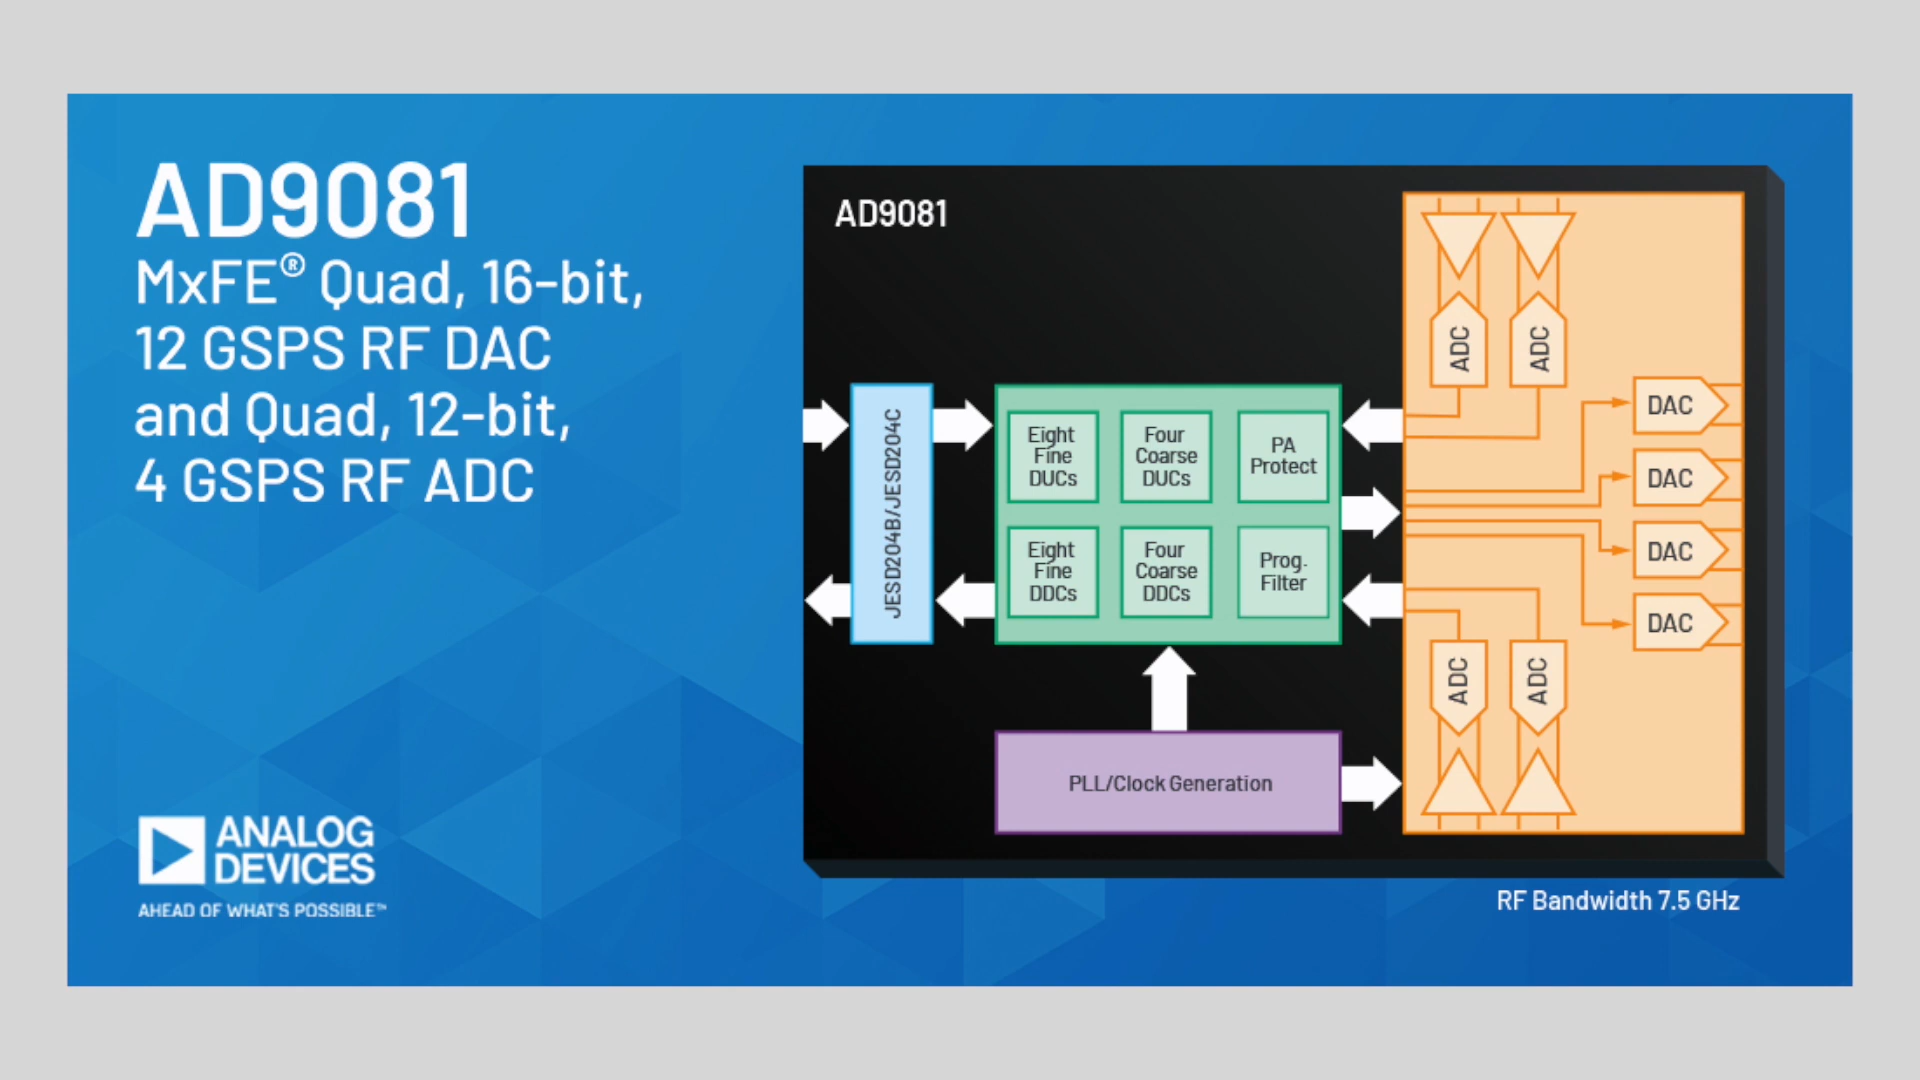 AD9081
MxFE® Quad, 16-bit,
12 GSPS RF DAC
and Quad, 12-bit,
4 GSPS RF ADC
ANALOG
DEVICES
AHEAD OF WHAT'S POSSIBLE™
AD9081
JESD204B/JESD204C
Eight
Fine
DUCs
Four
Coarse
DUCs
PA
Protect
Eight
Fine
DDCs
Four
Coarse
DDCs
Prog.
Filter
PLL/Clock Generation
ADC
ADC
DAC
DAC
DAC
DAC
ADC
ADC
RF Bandwidth 7.5 GHz